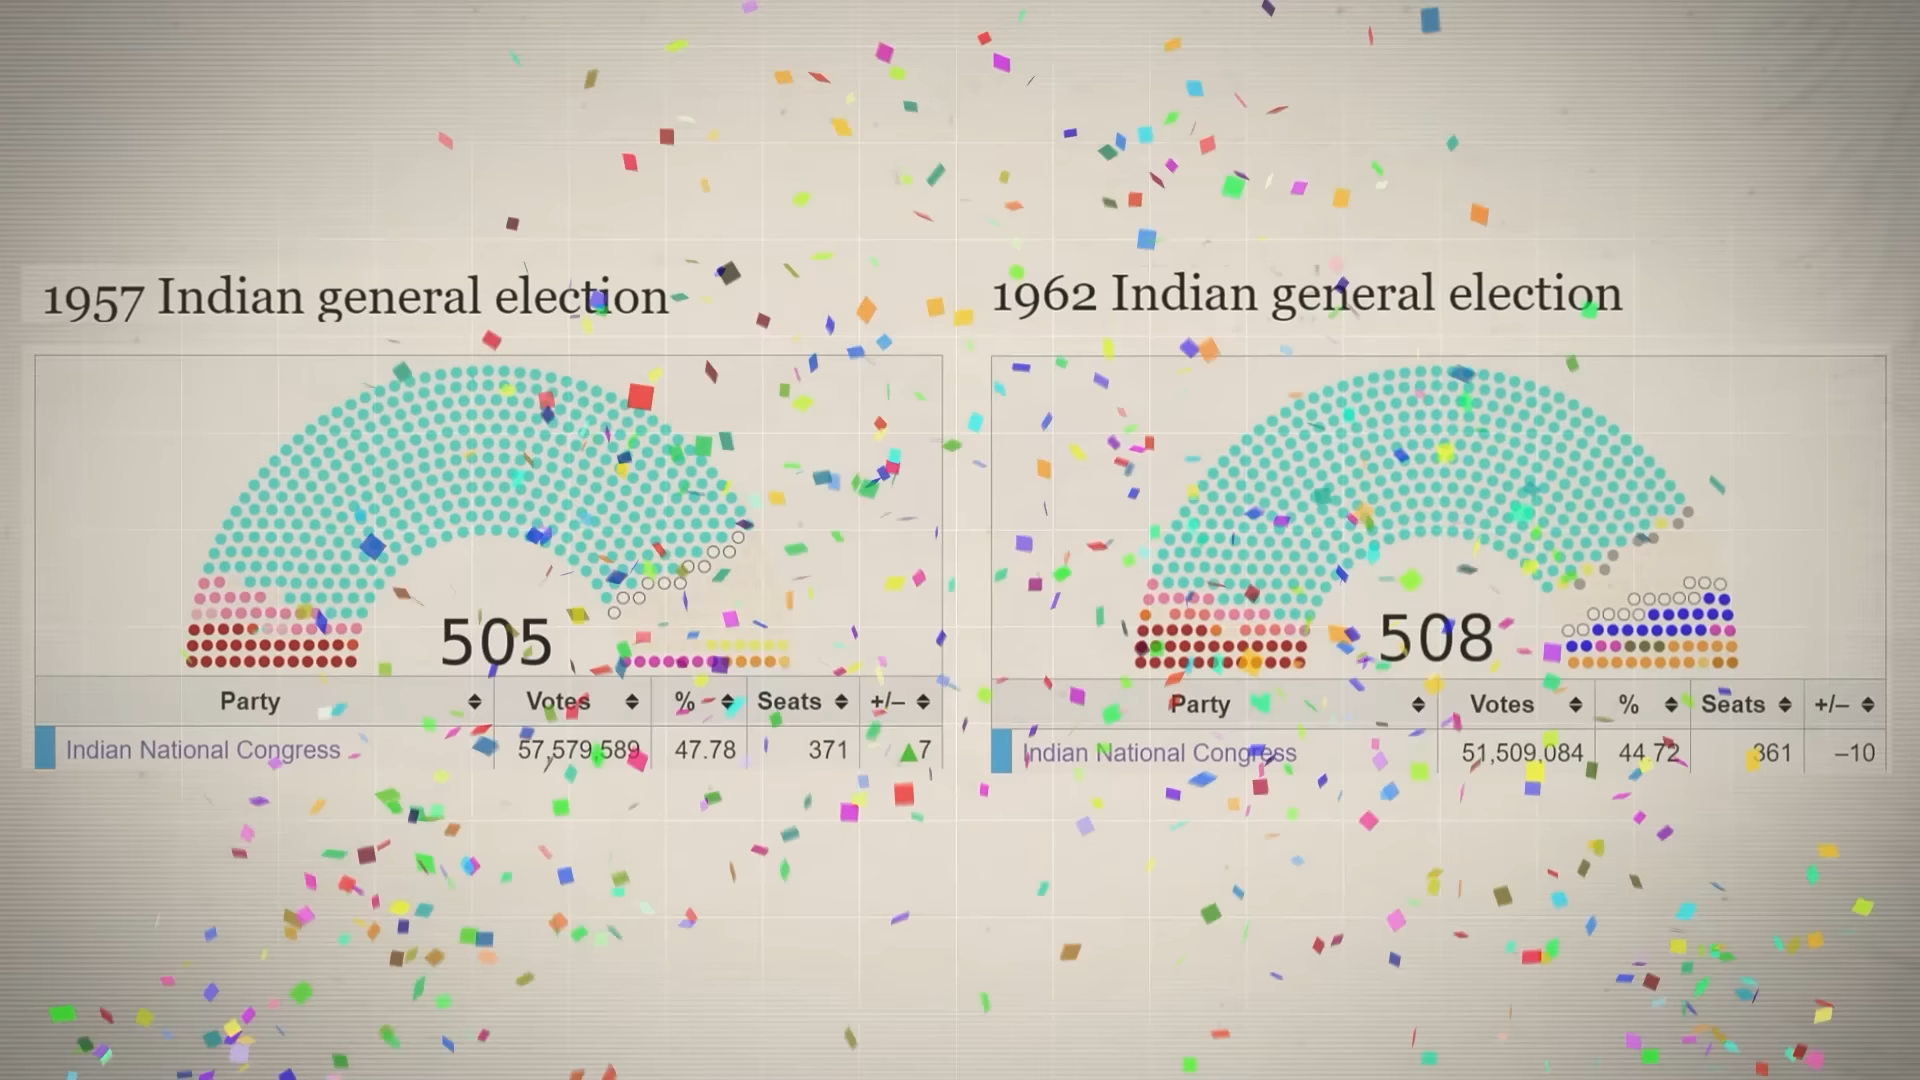 1957 Indian general election
505
Party Votes % Seats +/–
Indian National Congress 57,579,589 47.78 371 ▲7
1962 Indian general election
508
Party Votes % Seats +/–
Indian National Congress 51,509,084 44.72 361 –10